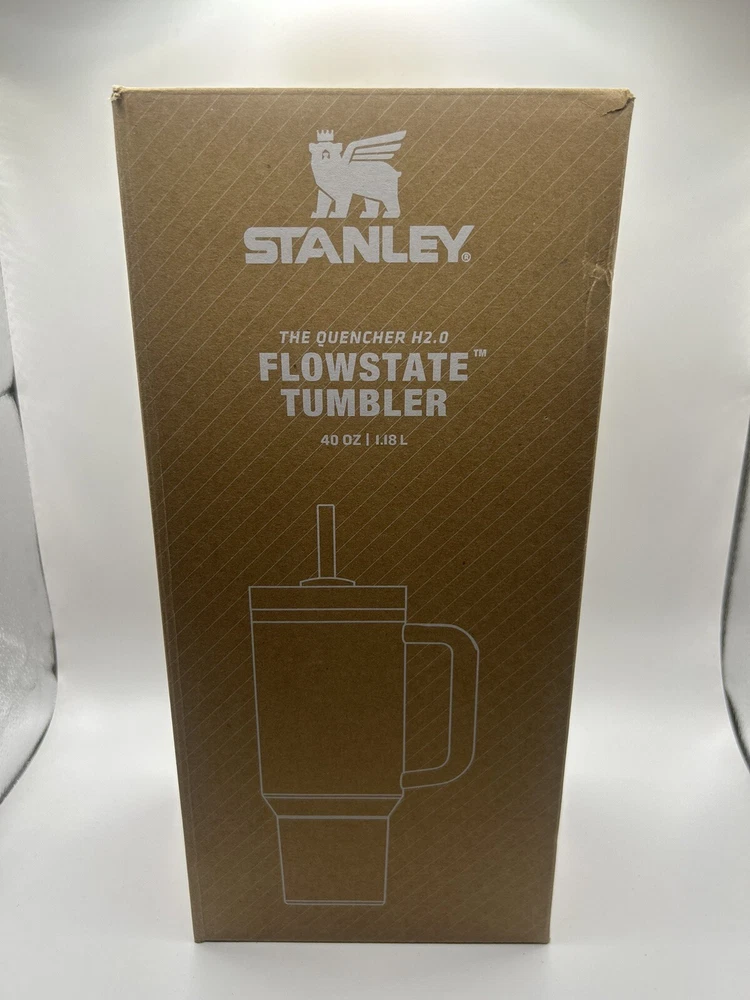 STANLEY®
THE QUENCHER H2.0
FLOWSTATE™
TUMBLER
40 OZ | 1.18 L